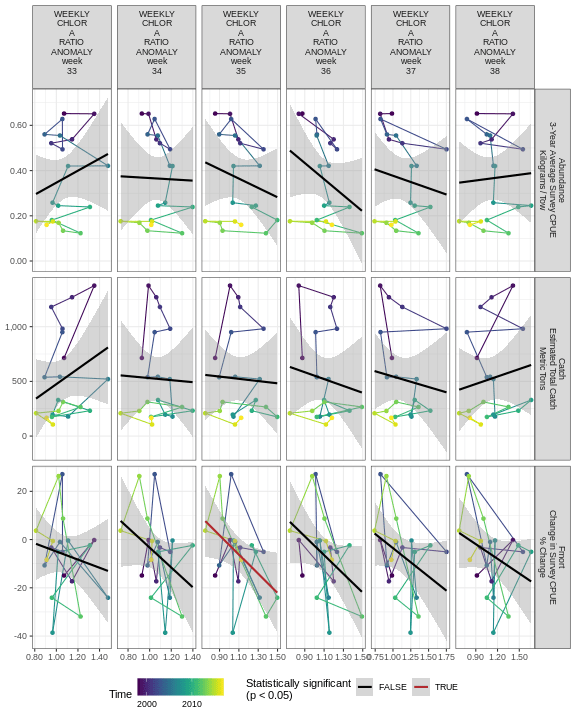 WEEKLY
CHLOR
A
RATIO
ANOMALY
week
33
WEEKLY
CHLOR
A
RATIO
ANOMALY
week
34
WEEKLY
CHLOR
A
RATIO
ANOMALY
week
35
WEEKLY
CHLOR
A
RATIO
ANOMALY
week
36
WEEKLY
CHLOR
A
RATIO
ANOMALY
week
37
WEEKLY
CHLOR
A
RATIO
ANOMALY
week
38
0.60
0.40
0.20
0.00
Abundance
3-Year Average Survey CPUE
Kilograms / Tow
1,000
500
0
Catch
Estimated Total Catch
Metric Tons
20
0
-20
-40
Fmort
Change in Survey CPUE
% Change
0.80 1.00 1.20 1.40
0.80 1.00 1.20 1.40
0.90 1.10 1.30 1.50
0.90 1.10 1.30 1.50
0.75 1.00 1.25 1.50 1.75
0.90 1.20 1.50
Time
2000 2010
Statistically significant
(p < 0.05)
FALSE
TRUE